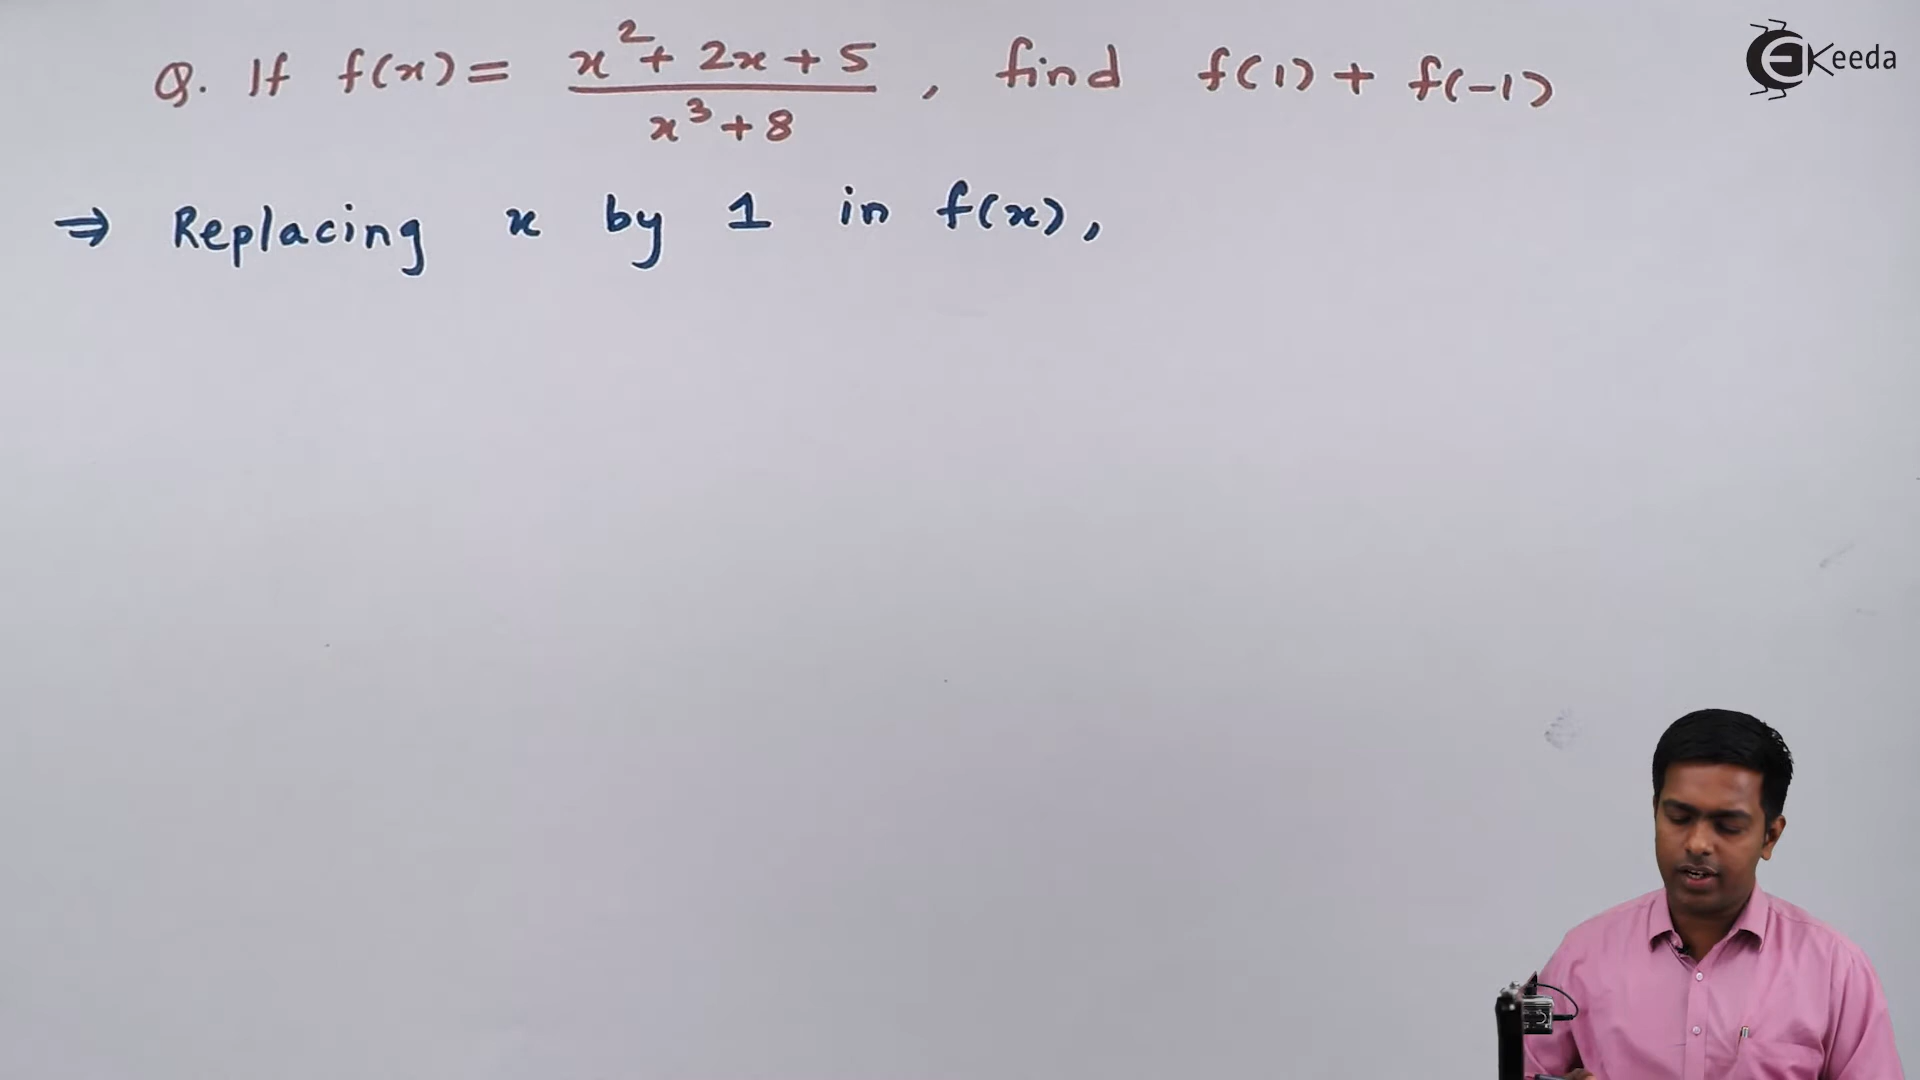 Q. If f(x) = x² + 2x + 5 / x³ + 8 , find f(1) + f(-1)
⇒ Replacing x by 1 in f(x),
EKeeda